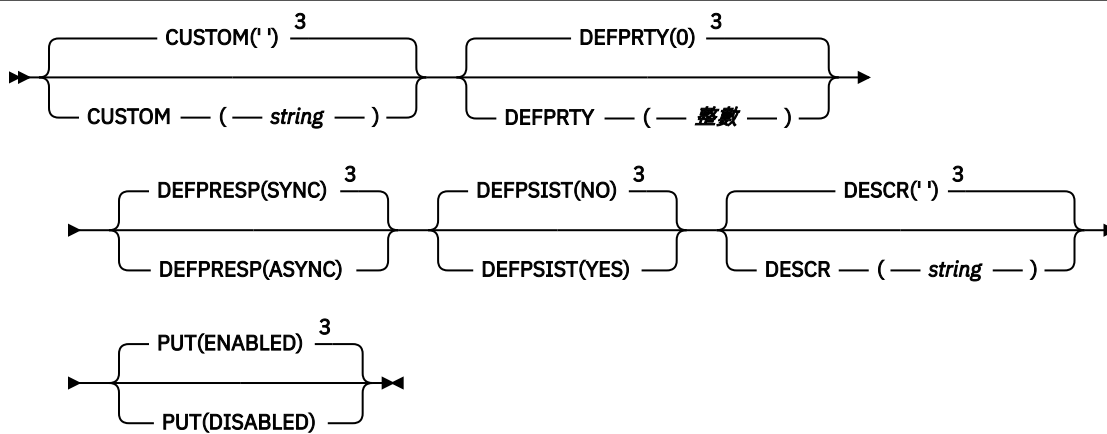 CUSTOM(' ') 3 DEFPRTY(0) 3
CUSTOM ( string ) DEFPRTY ( 整數 )
DEFPRESP(SYNC) 3 DEFPSIST(NO) 3 DESCR(' ') 3
DEFPRESP(ASYNC) DEFPSIST(YES) DESCR ( string )
PUT(ENABLED) 3
PUT(DISABLED)